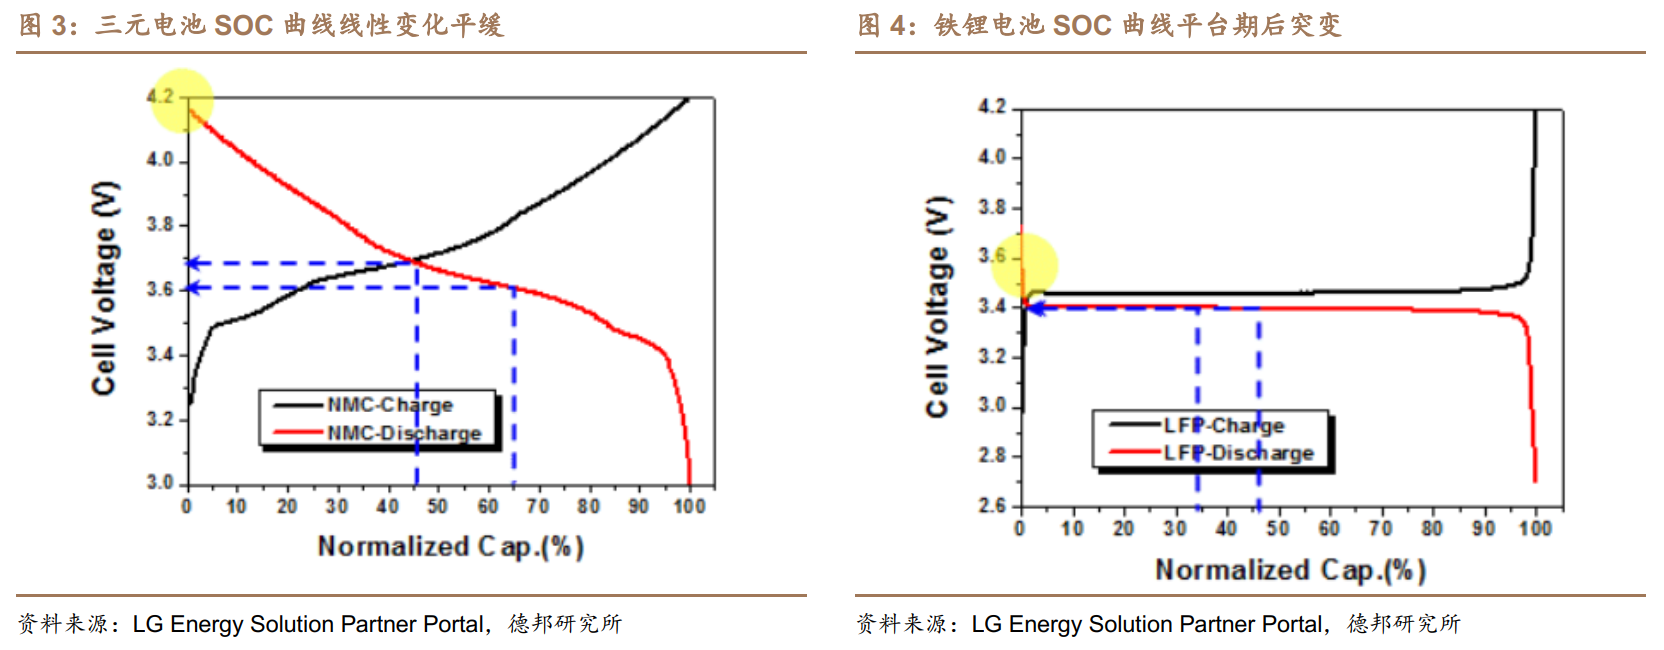 图 3：三元电池 SOC 曲线线性变化平缓
4.2
4.0
3.8
3.6
3.4
3.2
3.0
Cell Voltage (V)
NMC-Charge
NMC-Discharge
0 10 20 30 40 50 60 70 80 90 100
Normalized Cap.(%)
资料来源：LG Energy Solution Partner Portal，德邦研究所
图 4：铁锂电池 SOC 曲线平台期后突变
4.2
4.0
3.8
3.6
3.4
3.2
3.0
2.8
2.6
Cell Voltage (V)
LFP-Charge
LFP-Discharge
0 10 20 30 40 50 60 70 80 90 100
Normalized Cap.(%)
资料来源：LG Energy Solution Partner Portal，德邦研究所